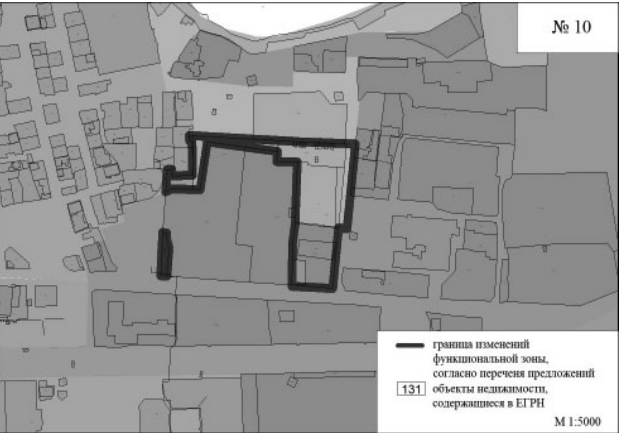 № 10
граница изменений
функциональной зоны,
согласно перечня предложений
131 объекты недвижимости,
содержащиеся в ЕГРН
М 1:5000